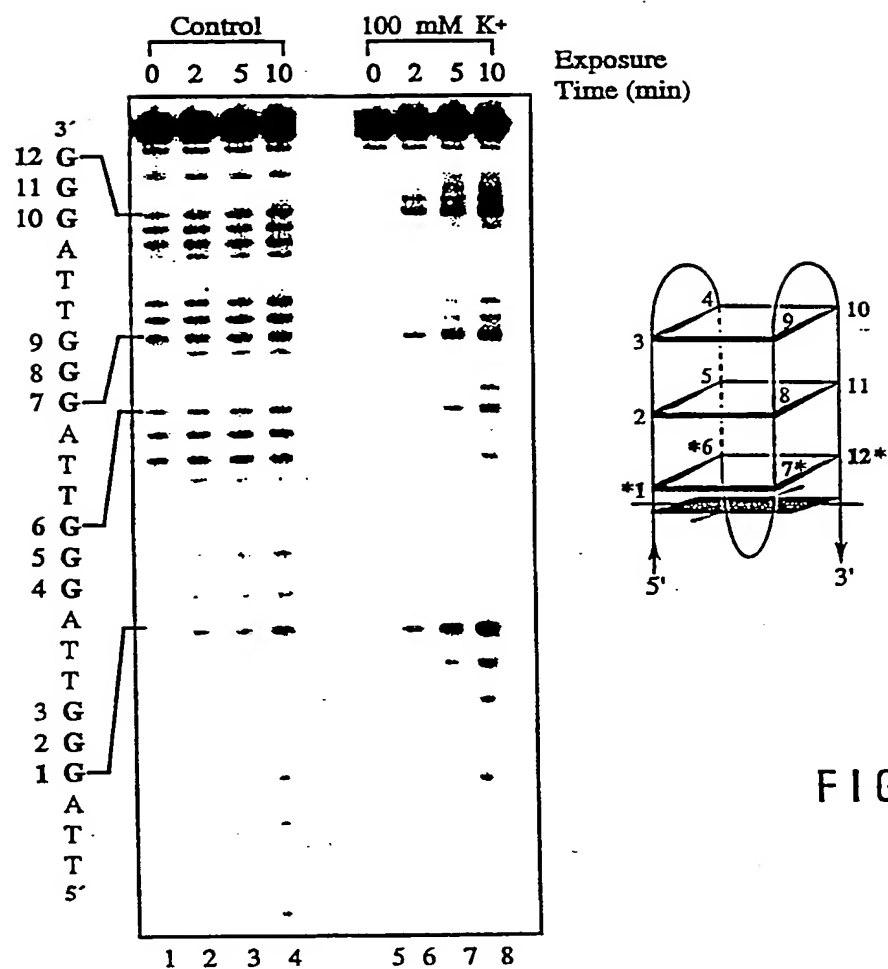 Control
100 mM K+
0 2 5 10
0 2 5 10
Exposure
Time (min)
3´
12 G
11 G
10 G
A
T
T
9 G
8 G
7 G
A
T
T
6 G
5 G
4 G
A
T
T
3 G
2 G
1 G
A
T
T
5´
1 2 3 4
5 6 7 8
4
10
9
3
5
11
8
2
*6
12*
7*
*1
5'
3'
FIG